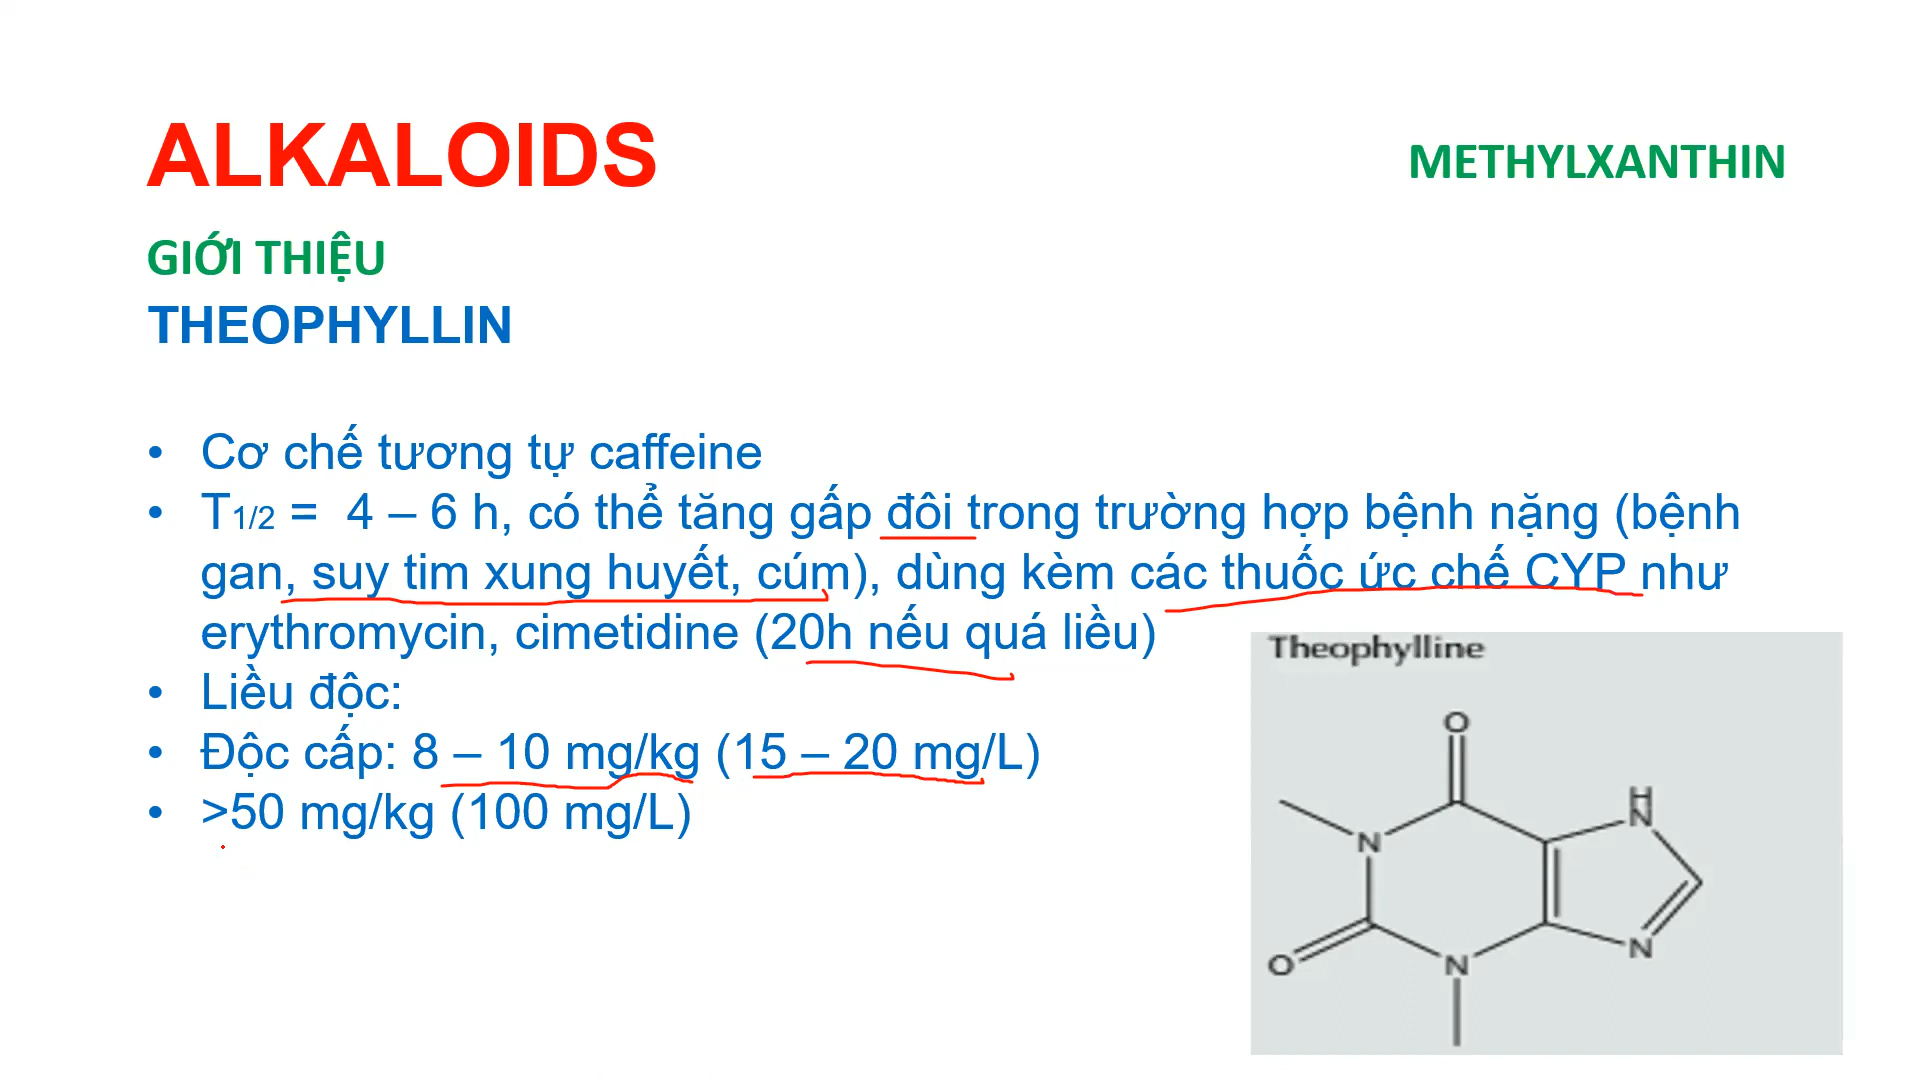 ALKALOIDS
METHYLXANTHIN
GIỚI THIỆU
THEOPHYLLIN
• Cơ chế tương tự caffeine
• T1/2 = 4 – 6 h, có thể tăng gấp đôi trong trường hợp bệnh nặng (bệnh
gan, suy tim xung huyết, cúm), dùng kèm các thuốc ức chế CYP như
erythromycin, cimetidine (20h nếu quá liều)
• Liều độc:
• Độc cấp: 8 – 10 mg/kg (15 – 20 mg/L)
• >50 mg/kg (100 mg/L)
Theophylline
O
H
N
N
O
N
N